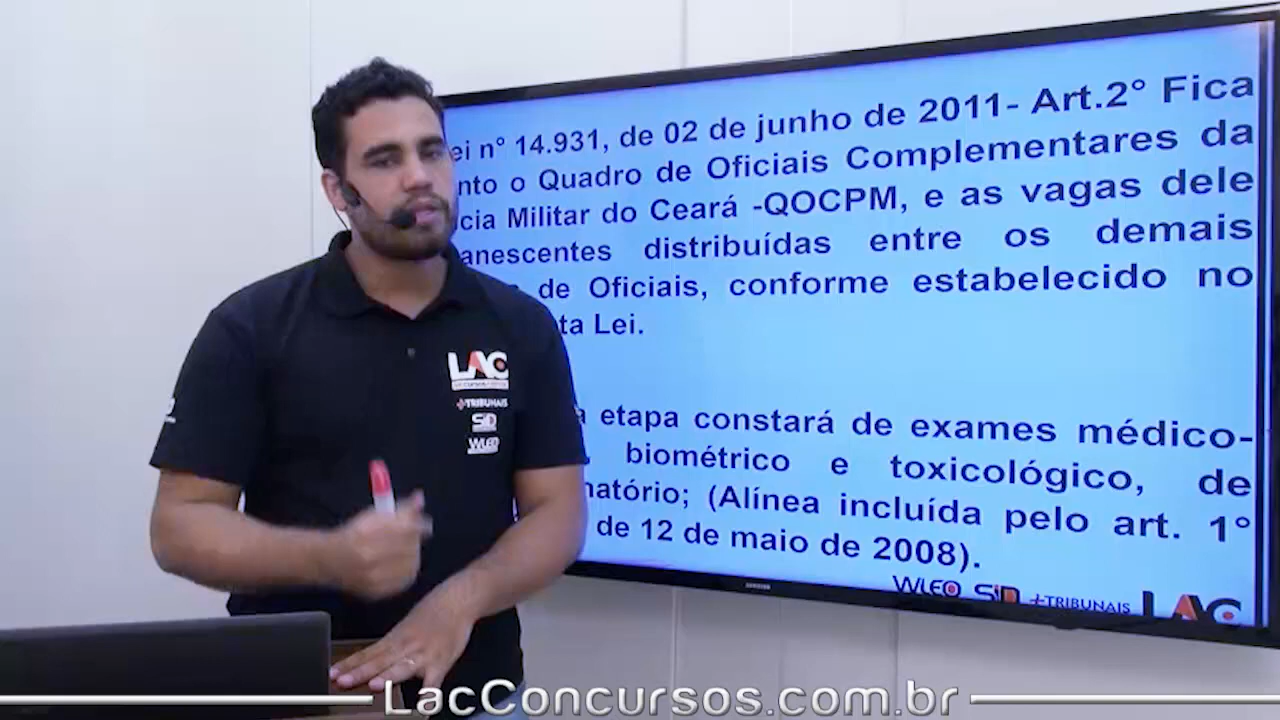 ei n° 14.931, de 02 de junho de 2011- Art.2° Fica
nto o Quadro de Oficiais Complementares da
cia Militar do Ceará -QOCPM, e as vagas dele
anescentes distribuídas entre os demais
de Oficiais, conforme estabelecido no
ta Lei.
a etapa constará de exames médico-
biométrico e toxicológico, de
natório; (Alínea incluída pelo art. 1°
de 12 de maio de 2008).
WLEO SID +TRIBUNAIS LAC
LAC
+TRIBUNAIS
SID
WLEO
SAMSUNG
LacConcursos.com.br